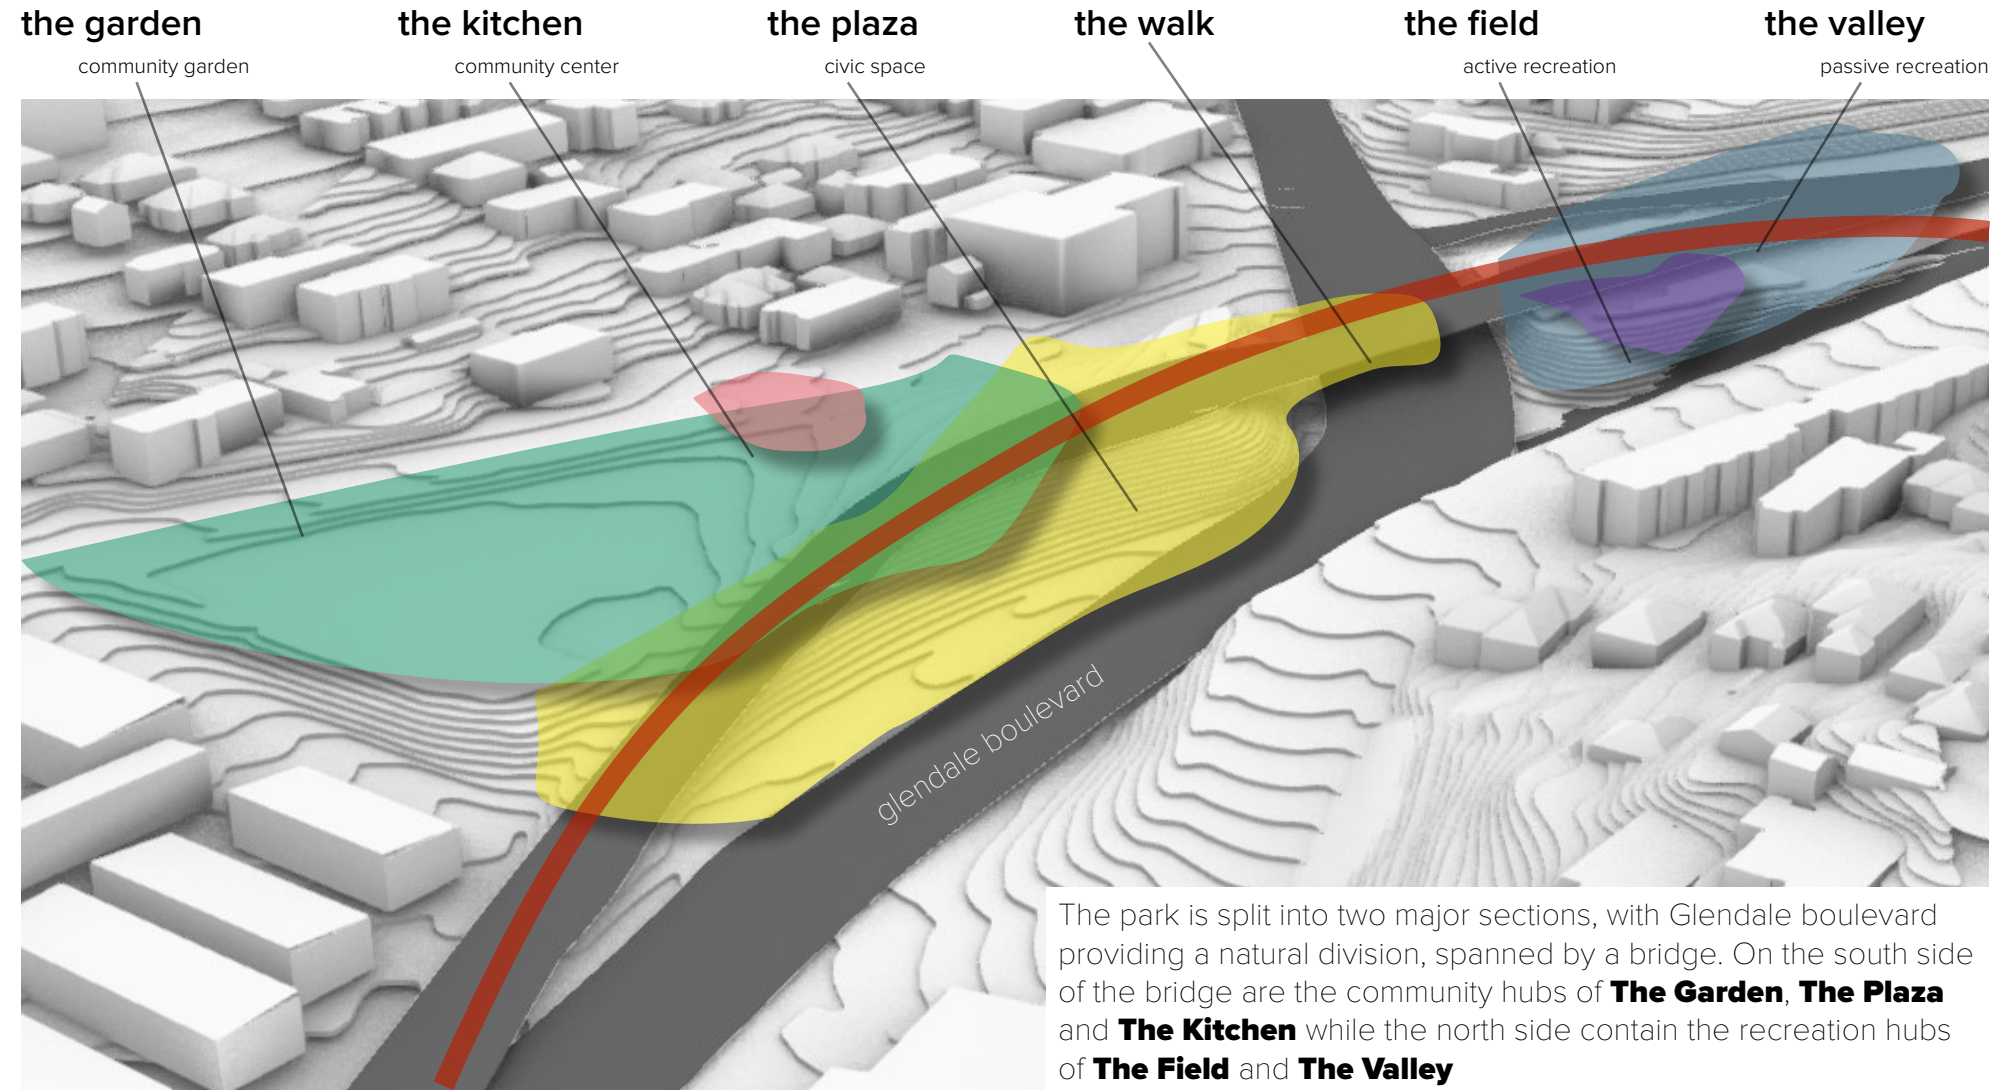 the garden
community garden
the kitchen
community center
the plaza
civic space
the walk
the field
active recreation
the valley
passive recreation
glendale boulevard
The park is split into two major sections, with Glendale boulevard
providing a natural division, spanned by a bridge. On the south side
of the bridge are the community hubs of The Garden, The Plaza
and The Kitchen while the north side contain the recreation hubs
of The Field and The Valley